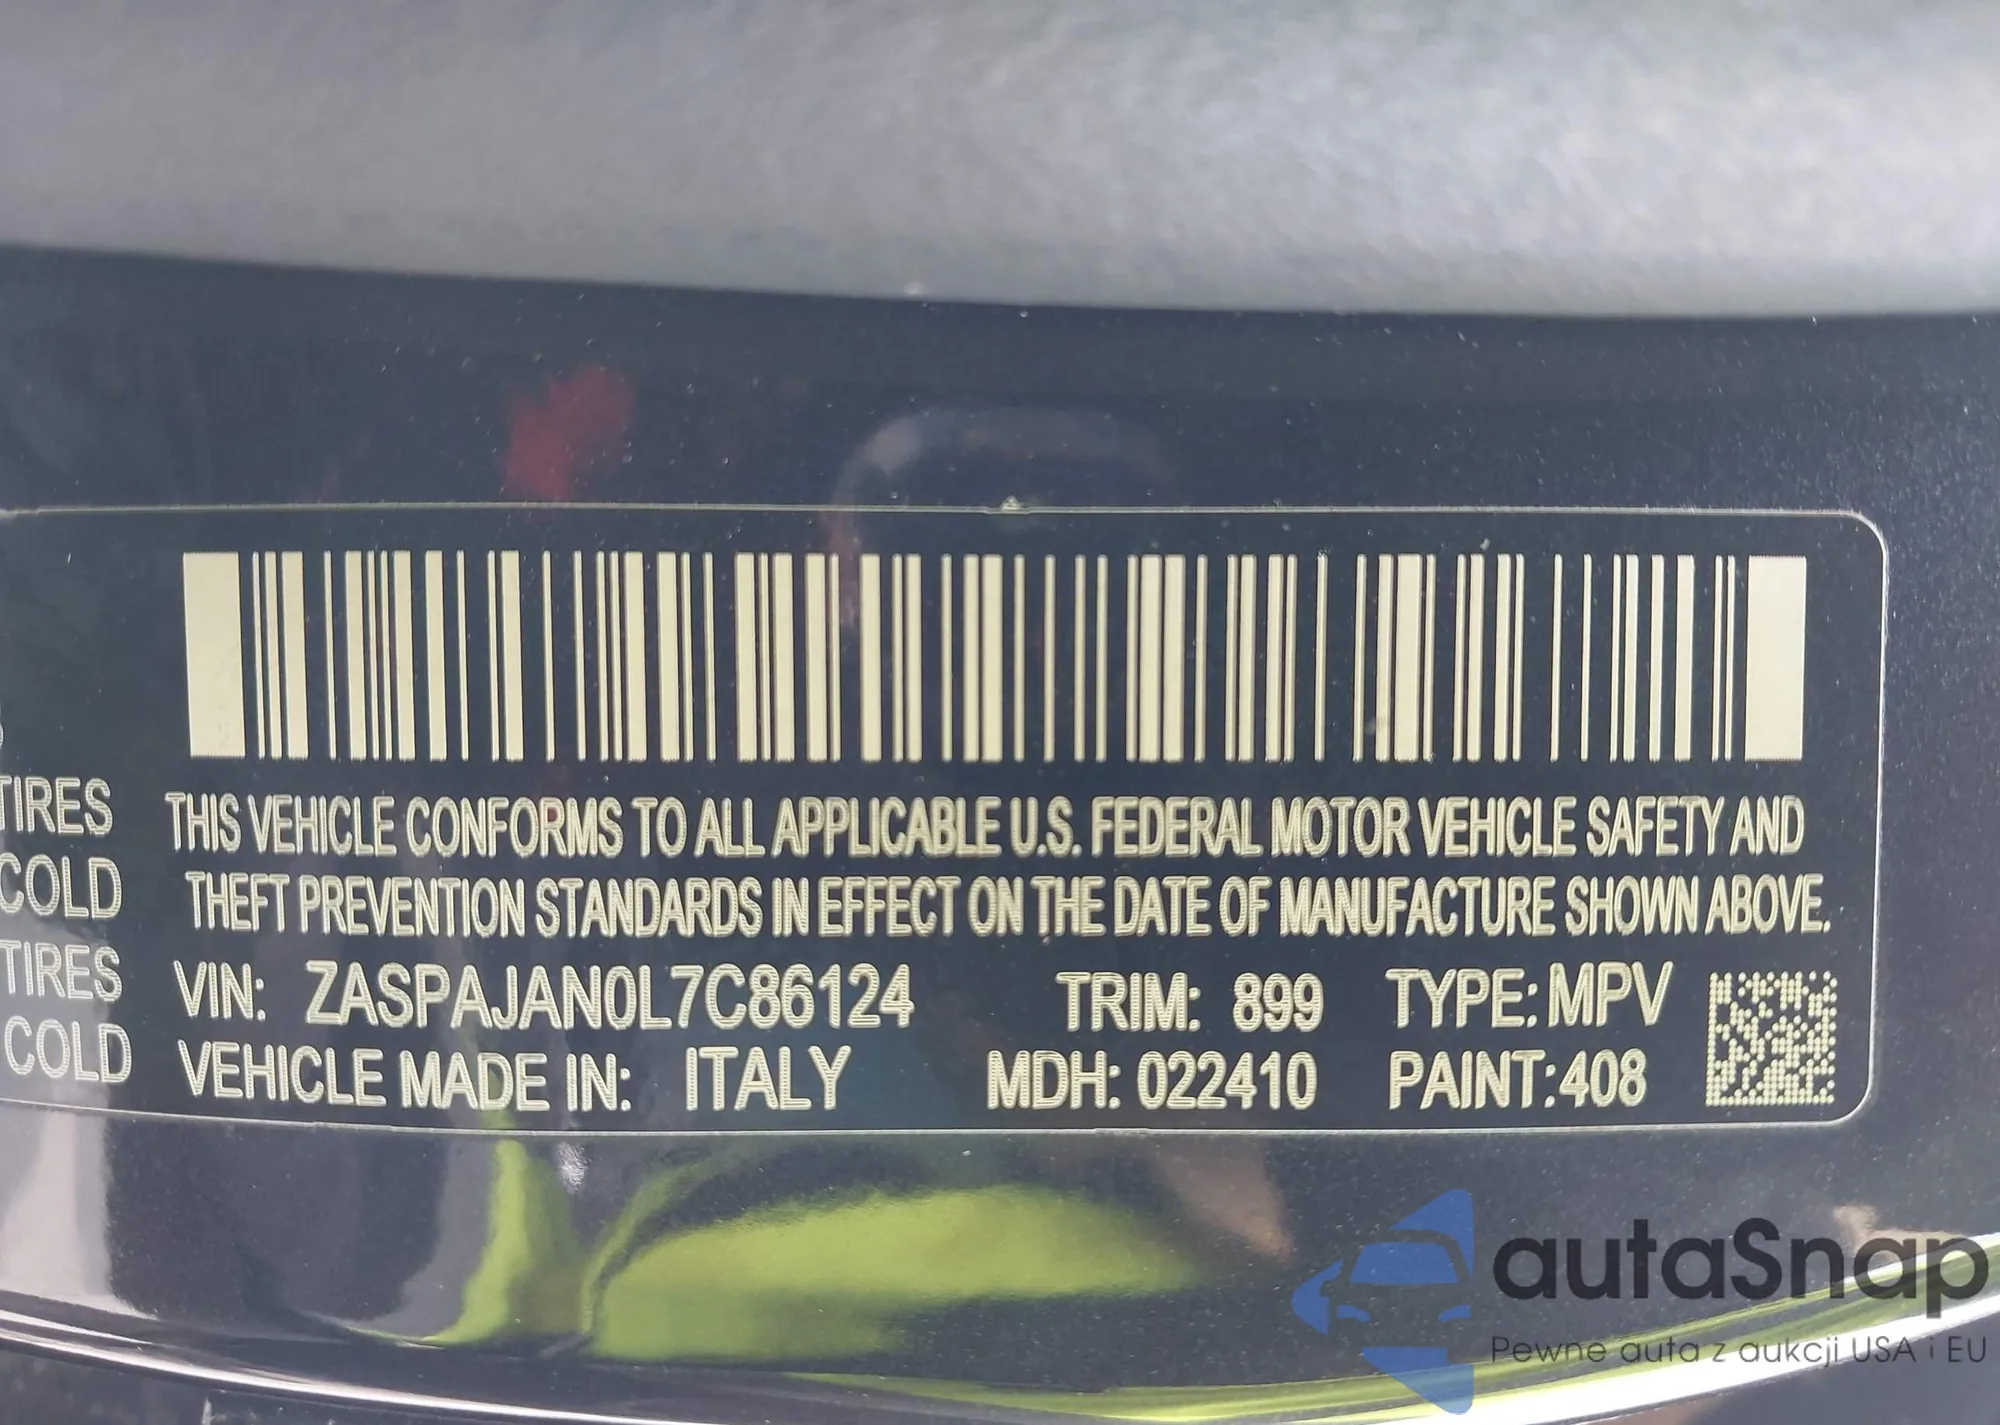 TIRES
COLD
TIRES
COLD
THIS VEHICLE CONFORMS TO ALL APPLICABLE U.S. FEDERAL MOTOR VEHICLE SAFETY AND
THEFT PREVENTION STANDARDS IN EFFECT ON THE DATE OF MANUFACTURE SHOWN ABOVE.
VIN: ZASPAJAN0L7C86124 TRIM: 899 TYPE: MPV
VEHICLE MADE IN: ITALY MDH: 022410 PAINT:408
autaSnap
Pewne auta z aukcji USA i EU